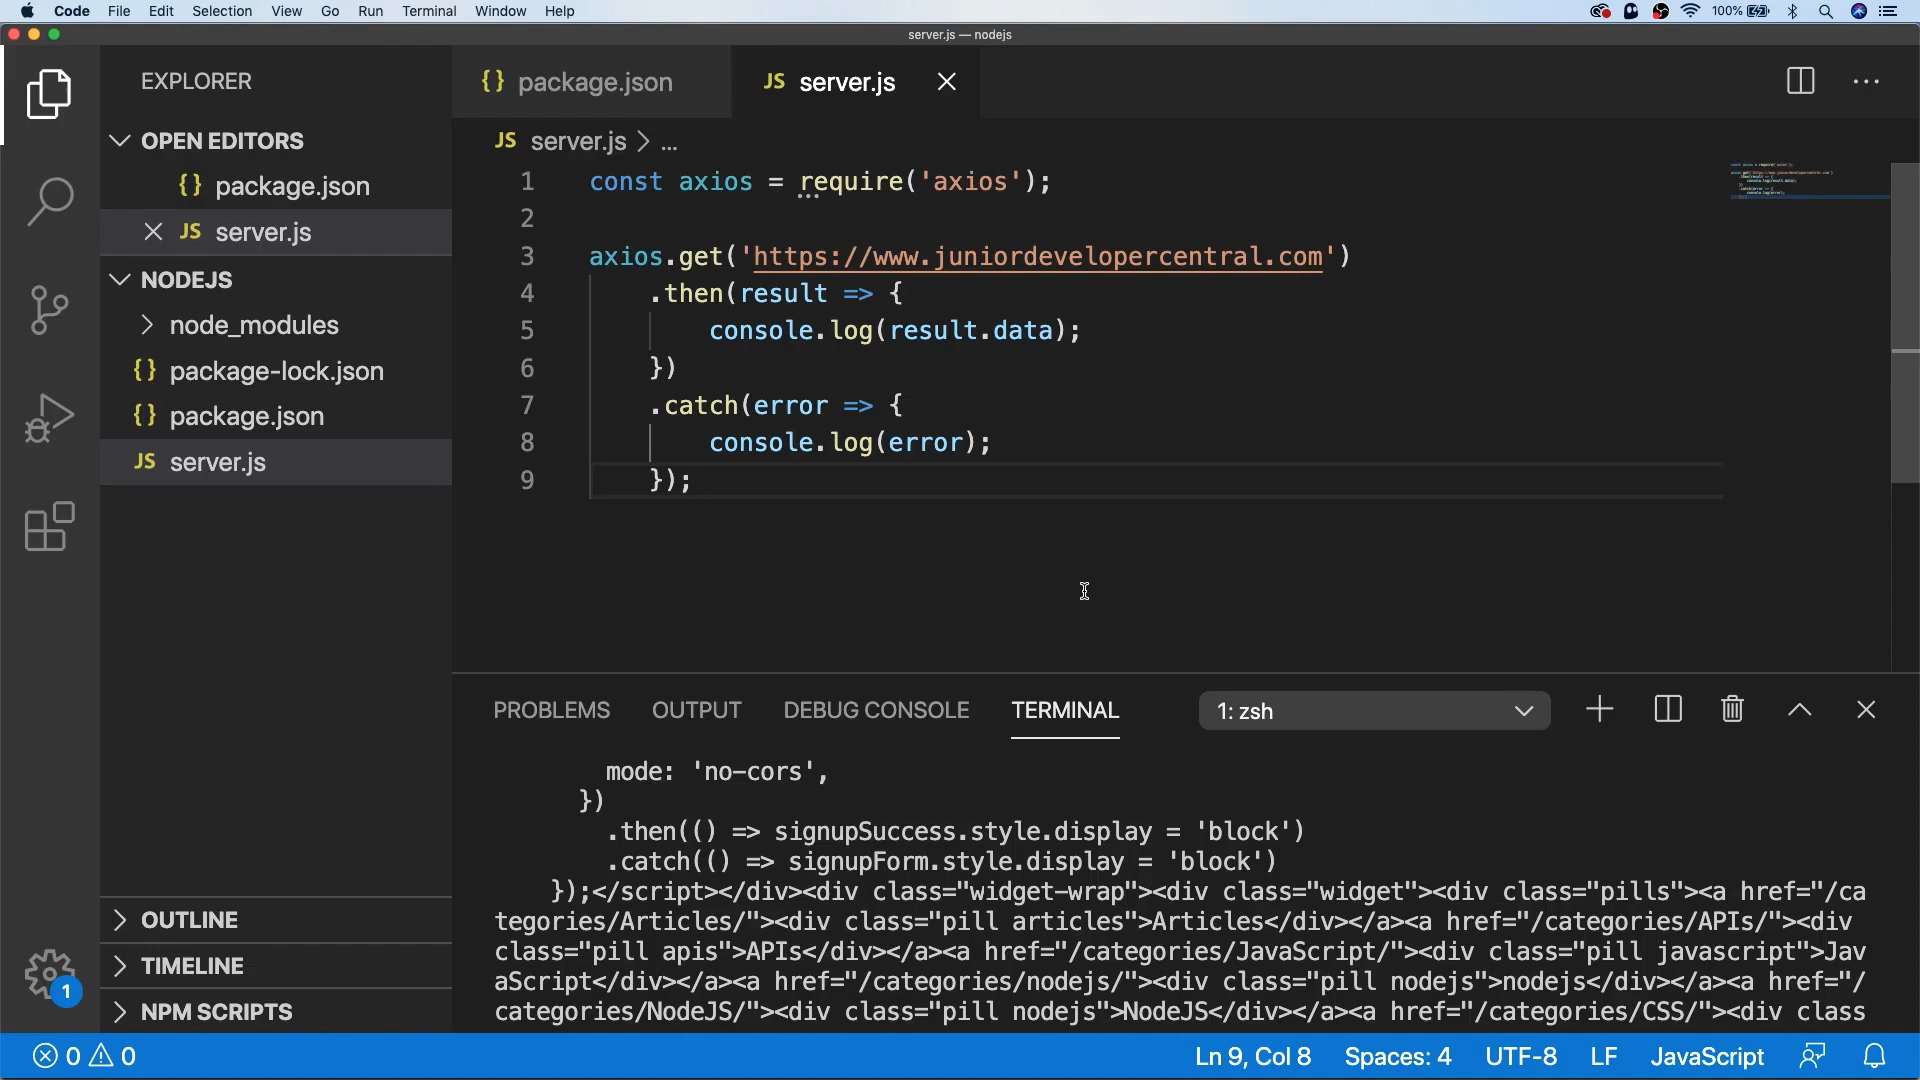 Code File Edit Selection View Go Run Terminal Window Help 100%
server.js — nodejs
EXPLORER
OPEN EDITORS
{} package.json
JS server.js
NODEJS
node_modules
{} package-lock.json
{} package.json
JS server.js
OUTLINE
TIMELINE
NPM SCRIPTS
1
{} package.json JS server.js
JS server.js > ...
1 const axios = require('axios');
2
3 axios.get('https://www.juniordevelopercentral.com')
4 .then(result => {
5 console.log(result.data);
6 })
7 .catch(error => {
8 console.log(error);
9 });
PROBLEMS OUTPUT DEBUG CONSOLE TERMINAL 1: zsh
mode: 'no-cors',
})
.then(() => signupSuccess.style.display = 'block')
.catch(() => signupForm.style.display = 'block')
});</script></div><div class="widget-wrap"><div class="widget"><div class="pills"><a href="/ca
tegories/Articles/"><div class="pill articles">Articles</div></a><a href="/categories/APIs/"><div
class="pill apis">APIs</div></a><a href="/categories/JavaScript/"><div class="pill javascript">Jav
aScript</div></a><a href="/categories/nodejs/"><div class="pill nodejs">nodejs</div></a><a href="/
categories/NodeJS/"><div class="pill nodejs">NodeJS</div></a><a href="/categories/CSS/"><div class
0 0 Ln 9, Col 8 Spaces: 4 UTF-8 LF JavaScript